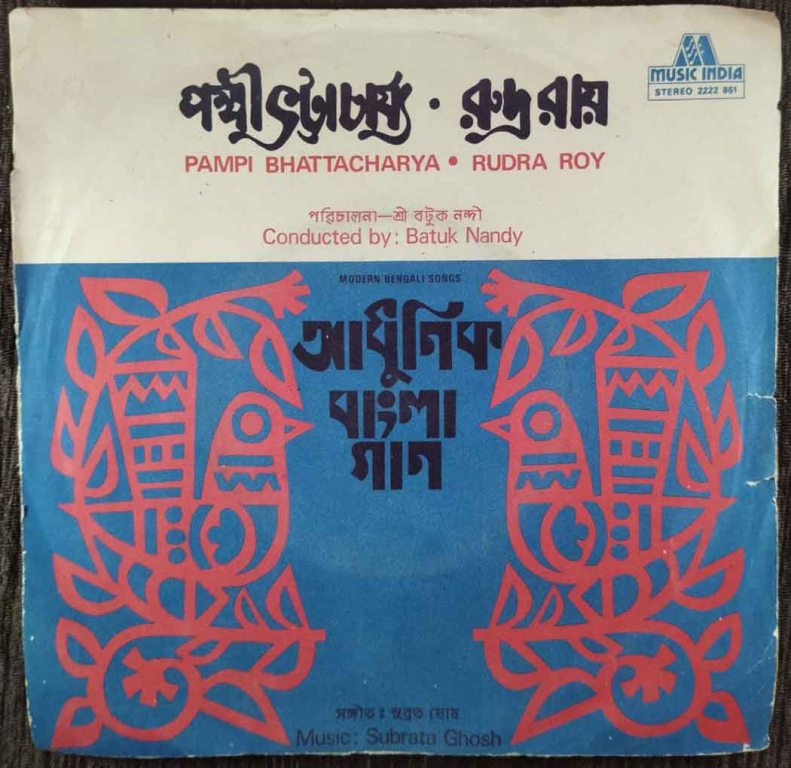 MUSIC INDIA
STEREO 2222 861
পম্পী ভট্টাচার্য্য • রুদ্র রায়
PAMPI BHATTACHARYA • RUDRA ROY
পরিচালনা—শ্রী বটুক নন্দী
Conducted by: Batuk Nandy
MODERN BENGALI SONGS
আধুনিক
বাংলা
গান
সঙ্গীত : সুব্রত ঘোষ
Music: Subrata Ghosh